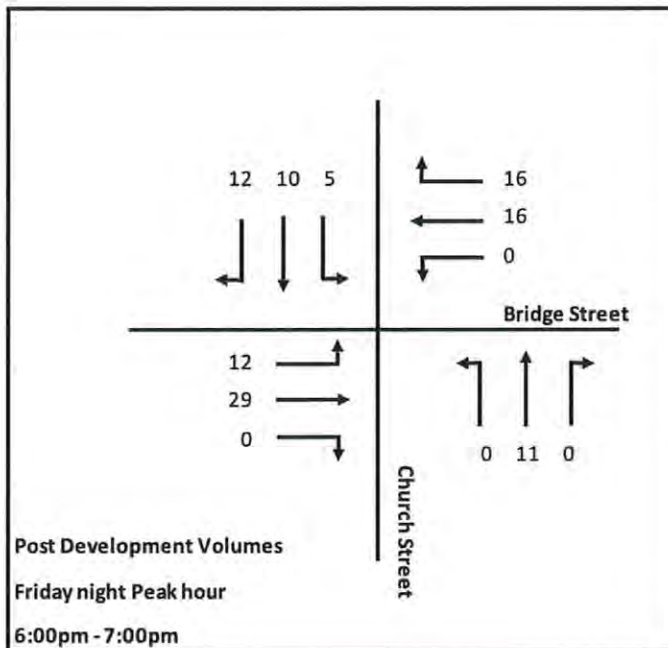 12 10 5
16
16
0
Bridge Street
12
29
0
0 11 0
Church Street
Post Development Volumes
Friday night Peak hour
6:00pm - 7:00pm